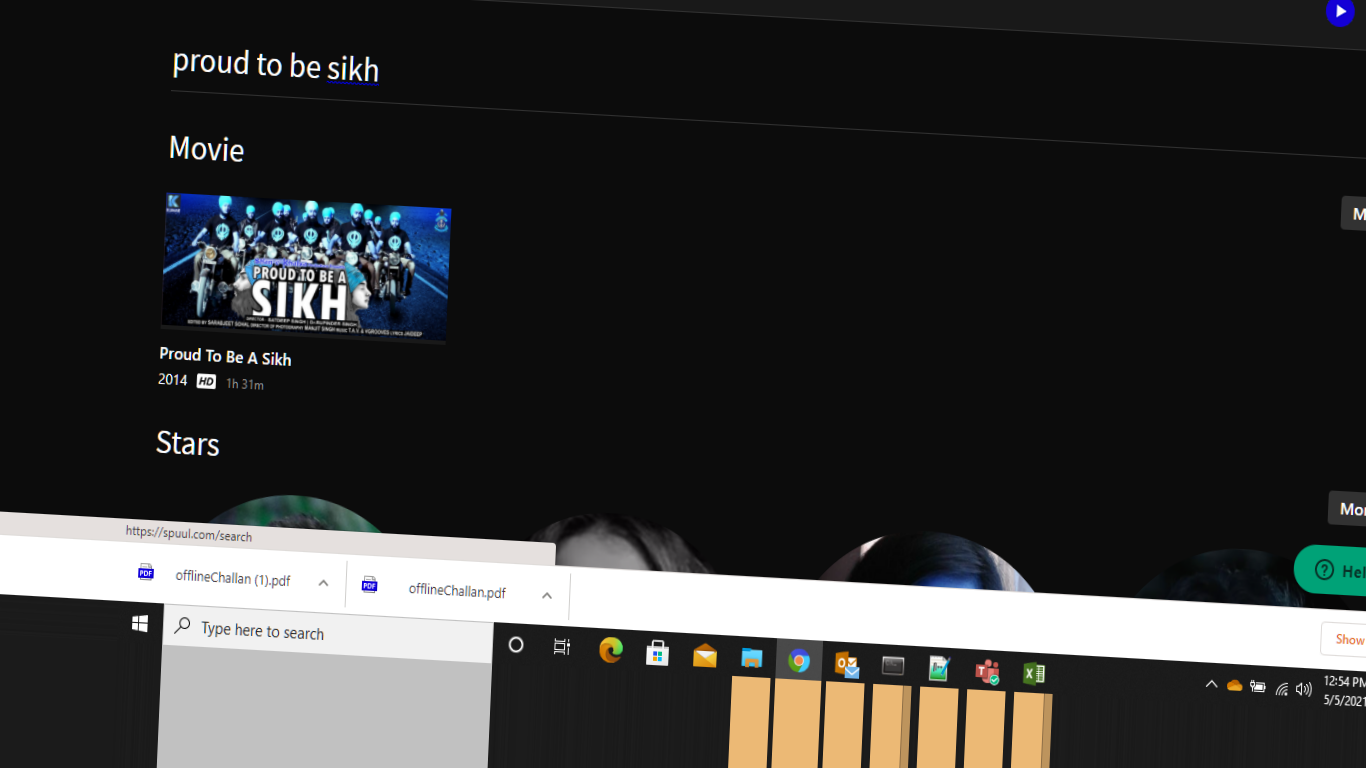 proud to be sikh
Movie
M
PROUD TO BE A
SIKH
Proud To Be A Sikh
2014 HD 1h 31m
Stars
Mor
Hel
https://spuul.com/search
offlineChallan (1).pdf
offlineChallan.pdf
Show
Type here to search
12:54 PM
5/5/2021